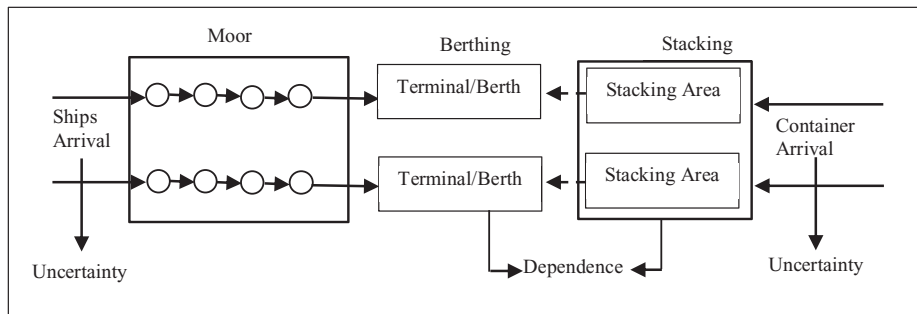 Moor
Berthing
Stacking
Terminal/Berth
Stacking Area
Ships
Arrival
Container
Arrival
Terminal/Berth
Stacking Area
Uncertainty
Dependence
Uncertainty